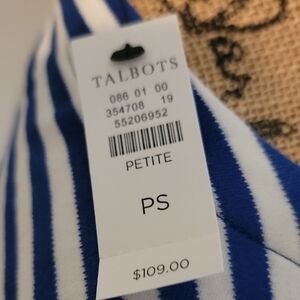 TALBOTS
086 01 00
354708 19
55206952
PETITE
PS
$109.00